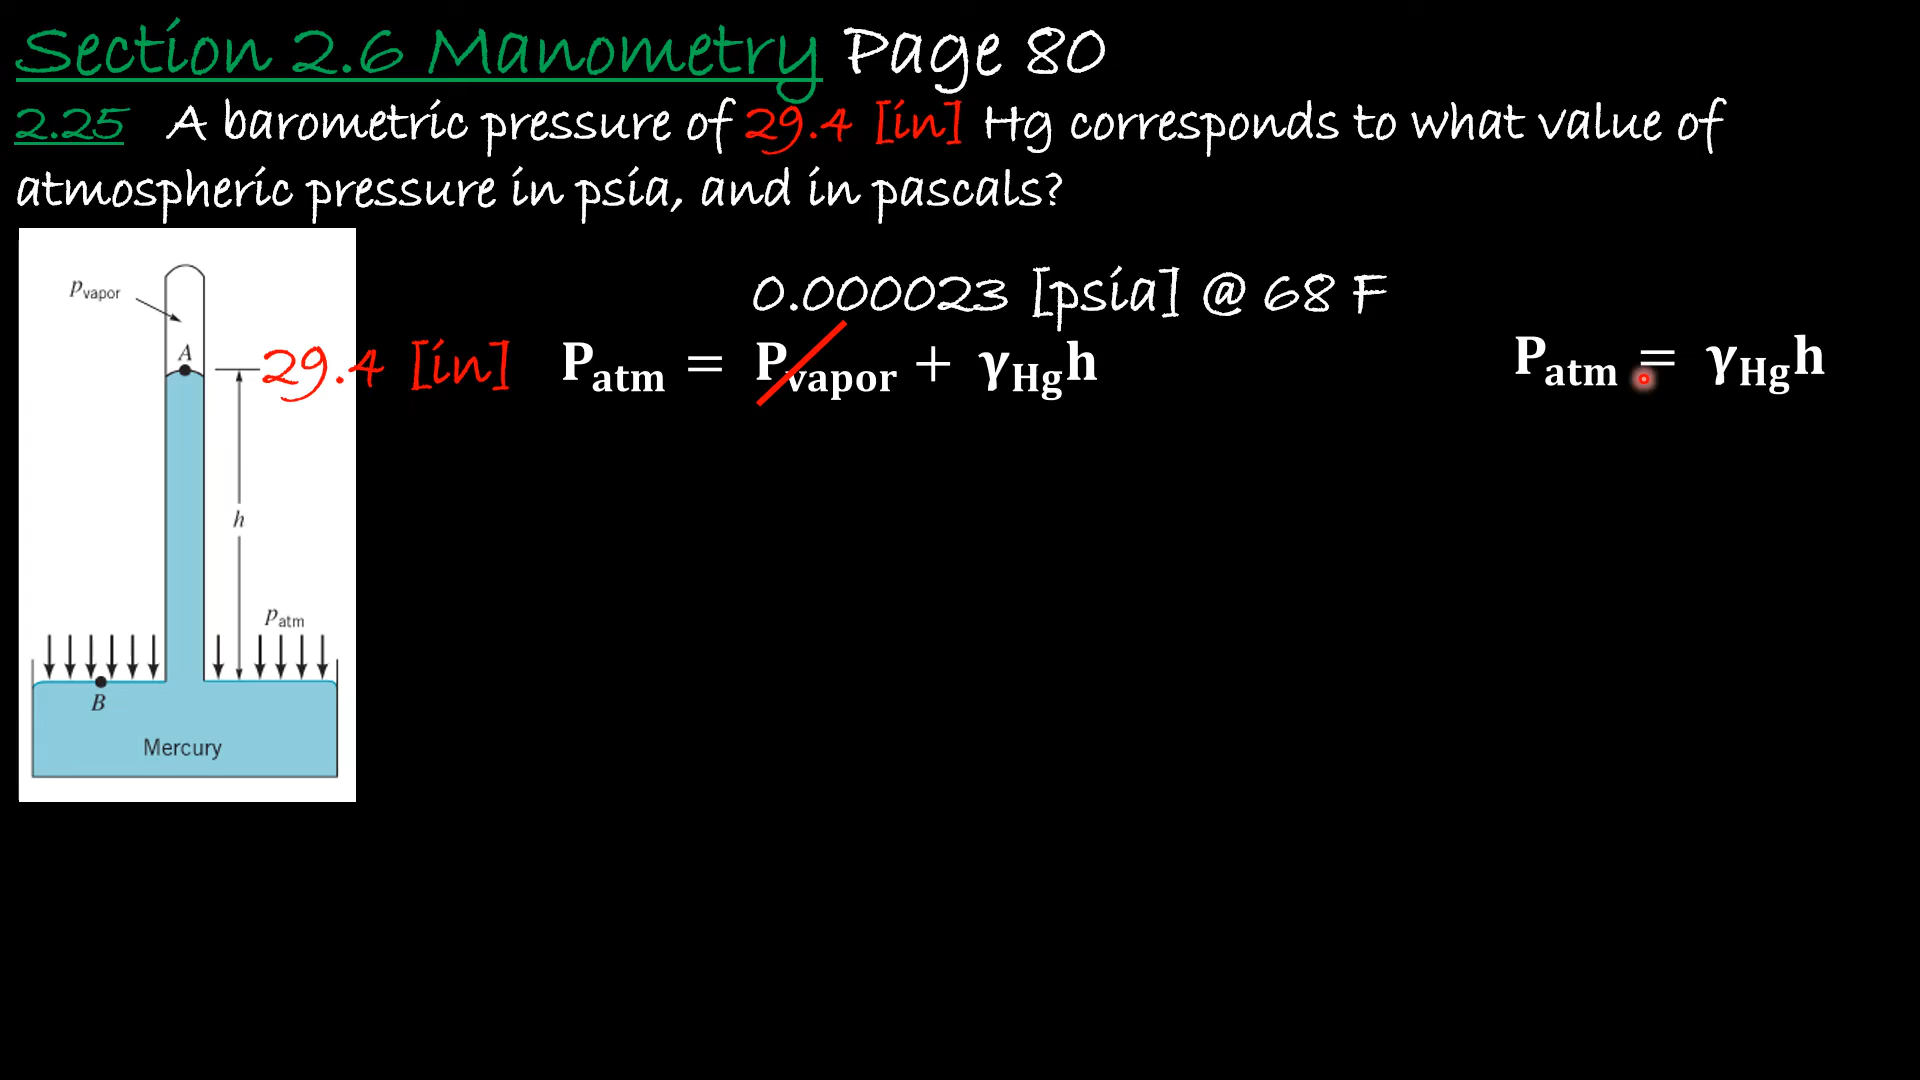 Section 2.6 Manometry Page 80
2.25 A barometric pressure of 29.4 [in] Hg corresponds to what value of
atmospheric pressure in psia, and in pascals?
0.000023 [psia] @ 68 F
29.4 [in] P_atm = P_vapor + γ_Hg h
P_atm = γ_Hg h
p_vapor
A
h
p_atm
B
Mercury